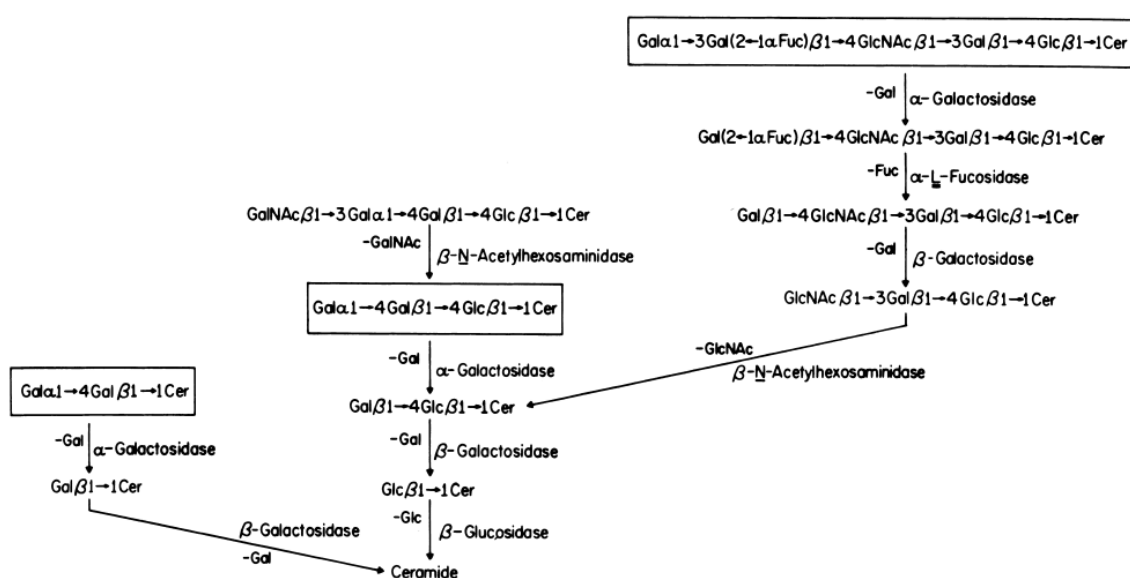 Galα1→3Gal(2←1αFuc)β1→4GlcNAcβ1→3Galβ1→4Glcβ1→1Cer
-Gal
α-Galactosidase
Gal(2←1αFuc)β1→4GlcNAcβ1→3Galβ1→4Glcβ1→1Cer
-Fuc
α-L-Fucosidase
Galβ1→4GlcNAcβ1→3Galβ1→4Glcβ1→1Cer
-Gal
β-Galactosidase
GlcNAcβ1→3Galβ1→4Glcβ1→1Cer
-GlcNAc
β-N-Acetylhexosaminidase
GalNAcβ1→3Galα1→4Galβ1→4Glcβ1→1Cer
-GalNAc
β-N-Acetylhexosaminidase
Galα1→4Galβ1→4Glcβ1→1Cer
-Gal
α-Galactosidase
Galβ1→4Glcβ1→1Cer
-Gal
β-Galactosidase
Glcβ1→1Cer
-Glc
β-Glucosidase
Galα1→4Galβ1→1Cer
-Gal
α-Galactosidase
Galβ1→1Cer
β-Galactosidase
-Gal
Ceramide